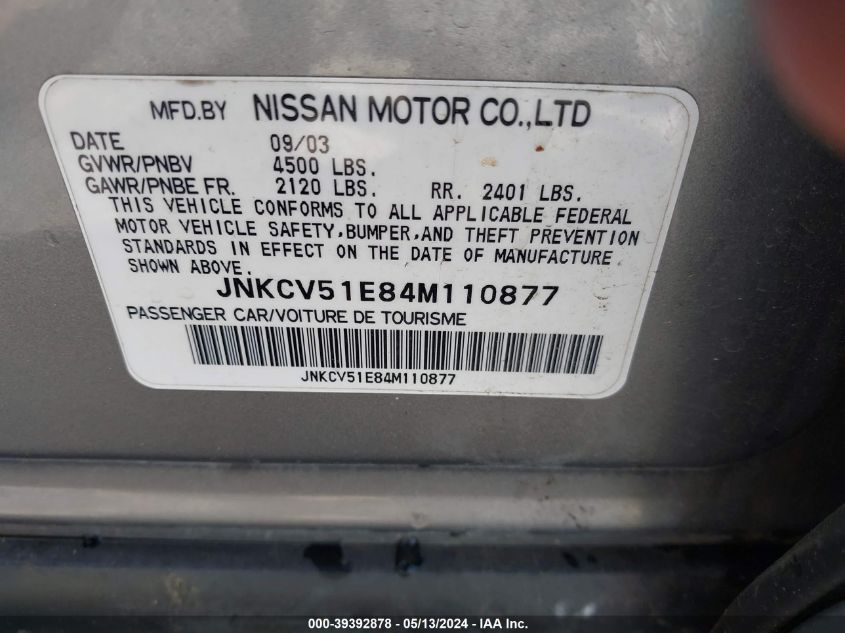 MFD.BY NISSAN MOTOR CO.,LTD
DATE 09/03
GVWR/PNBV 4500 LBS.
GAWR/PNBE FR. 2120 LBS. RR. 2401 LBS.
THIS VEHICLE CONFORMS TO ALL APPLICABLE FEDERAL
MOTOR VEHICLE SAFETY,BUMPER,AND THEFT PREVENTION
STANDARDS IN EFFECT ON THE DATE OF MANUFACTURE
SHOWN ABOVE.
JNKCV51E84M110877
PASSENGER CAR/VOITURE DE TOURISME
JNKCV51E84M110877
000-39392878 - 05/13/2024 - IAA Inc.